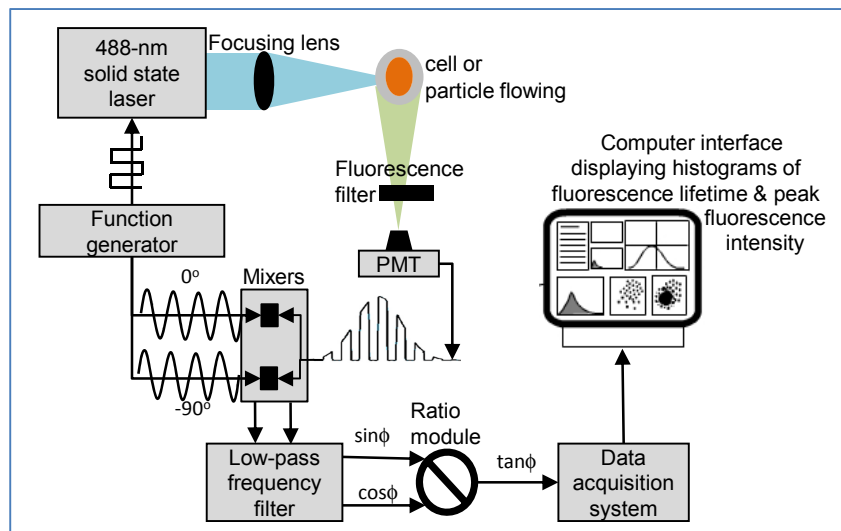 488-nm
solid state
laser
Focusing lens
cell or
particle flowing
Fluorescence
filter
Computer interface
displaying histograms of
fluorescence lifetime & peak
fluorescence
intensity
Function
generator
PMT
0°
Mixers
-90°
Low-pass
frequency
filter
sinϕ
cosϕ
Ratio
module
tanϕ
Data
acquisition
system